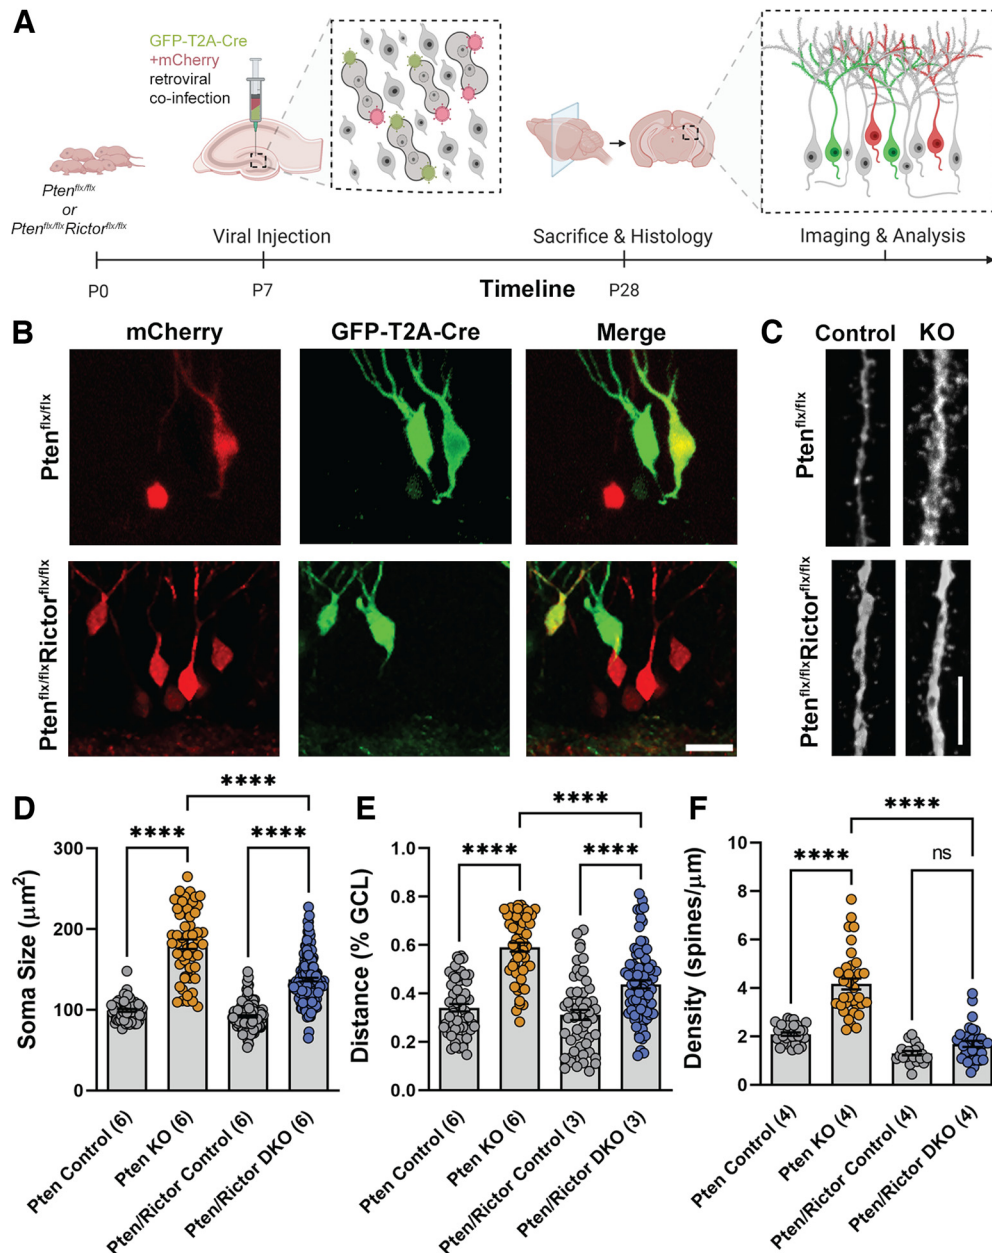 A
GFP-T2A-Cre
+mCherry
retroviral
co-infection
Pten^flx/flx
or
Pten^flx/flx Rictor^flx/flx
Viral Injection
Sacrifice & Histology
Imaging & Analysis
P0
P7
Timeline
P28
B
mCherry
GFP-T2A-Cre
Merge
Pten^flx/flx
Pten^flx/flx Rictor^flx/flx
C
Control
KO
Pten^flx/flx
Pten^flx/flx Rictor^flx/flx
D
Soma Size (μm²)
300
200
100
0
****
****
****
Pten Control (6)
Pten KO (6)
Pten/Rictor Control (6)
Pten/Rictor DKO (6)
E
Distance (% GCL)
1.0
0.8
0.6
0.4
0.2
0.0
****
****
****
Pten Control (6)
Pten KO (6)
Pten/Rictor Control (3)
Pten/Rictor DKO (3)
F
Density (spines/μm)
10
8
6
4
2
0
****
****
ns
Pten Control (4)
Pten KO (4)
Pten/Rictor Control (4)
Pten/Rictor DKO (4)